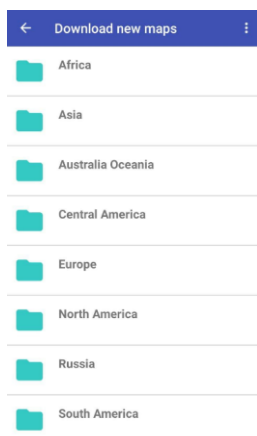 Download new maps
Africa
Asia
Australia Oceania
Central America
Europe
North America
Russia
South America